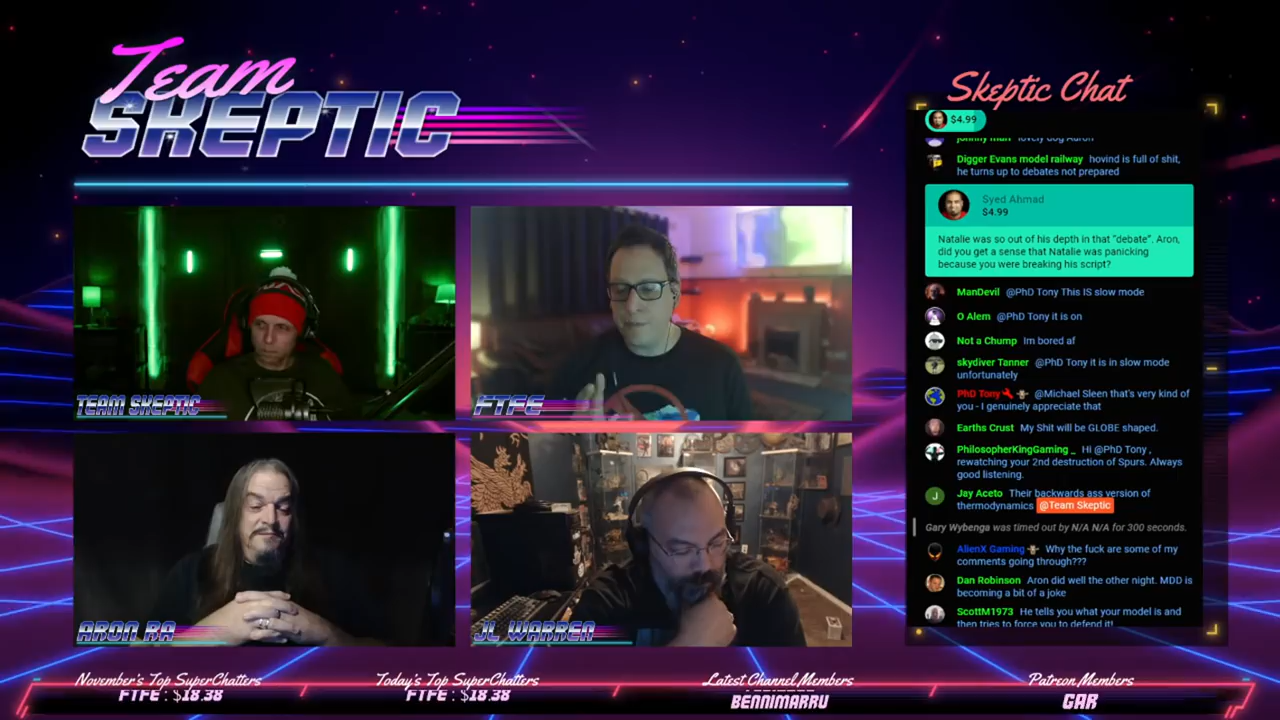 Team
SKEPTIC
Skeptic Chat
$4.99
johnny man lovely dog Aaron
Digger Evans model railway hovind is full of shit,
he turns up to debates not prepared
Syed Ahmad
$4.99
Natalie was so out of his depth in that "debate". Aron,
did you get a sense that Natalie was panicking
because you were breaking his script?
ManDevil @PhD Tony This IS slow mode
O Alem @PhD Tony it is on
Not a Chump Im bored af
skydiver Tanner @PhD Tony it is in slow mode
unfortunately
PhD Tony @Michael Sleen that's very kind of
you - I genuinely appreciate that
Earths Crust My Shit will be GLOBE shaped.
PhilosopherKingGaming _ Hi @PhD Tony ,
rewatching your 2nd destruction of Spurs. Always
good listening.
J
Jay Aceto Their backwards ass version of
thermodynamics @Team Skeptic
Gary Wybenga was timed out by N/A N/A for 300 seconds.
AlienX Gaming Why the fuck are some of my
comments going through???
Dan Robinson Aron did well the other night. MDD is
becoming a bit of a joke
ScottM1973 He tells you what your model is and
then tries to force you to defend it!
TEAM SKEPTIC
FTFE
ARON RA
JL WARREN
November's Top SuperChatters
FTFE : $18.38
Today's Top SuperChatters
FTFE : $18.38
Latest Channel Members
BENNIMARRU
Patreon Members
GAR